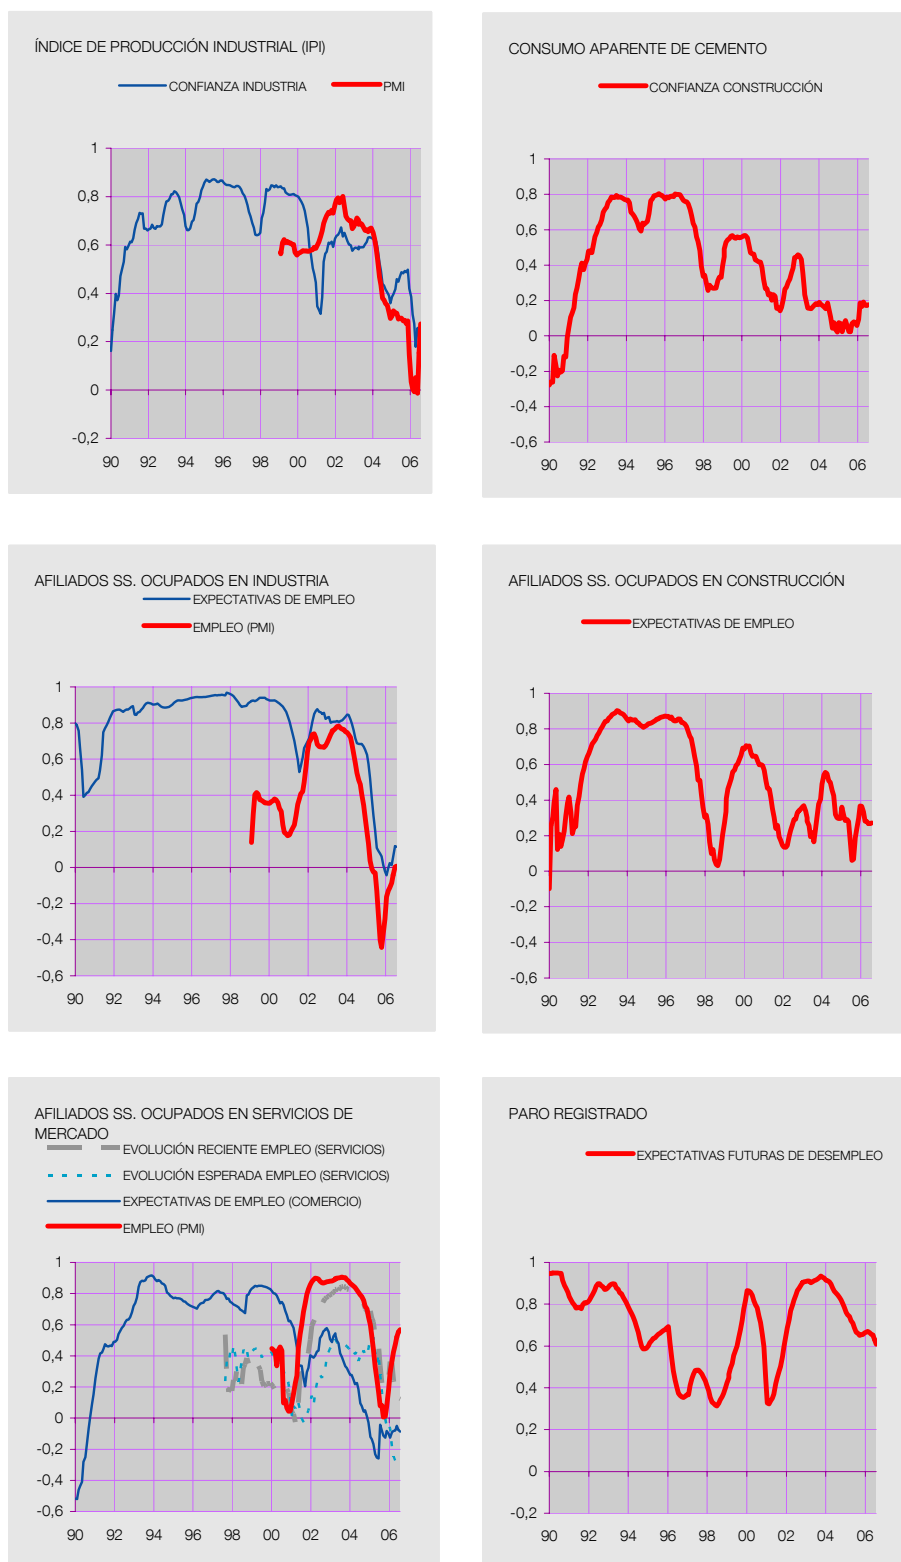 ÍNDICE DE PRODUCCIÓN INDUSTRIAL (IPI)
CONFIANZA INDUSTRIA
PMI
1
0,8
0,6
0,4
0,2
0
-0,2
90 92 94 96 98 00 02 04 06
CONSUMO APARENTE DE CEMENTO
CONFIANZA CONSTRUCCIÓN
1
0,8
0,6
0,4
0,2
0
-0,2
-0,4
-0,6
90 92 94 96 98 00 02 04 06
AFILIADOS SS. OCUPADOS EN INDUSTRIA
EXPECTATIVAS DE EMPLEO
EMPLEO (PMI)
1
0,8
0,6
0,4
0,2
0
-0,2
-0,4
-0,6
90 92 94 96 98 00 02 04 06
AFILIADOS SS. OCUPADOS EN CONSTRUCCIÓN
EXPECTATIVAS DE EMPLEO
1
0,8
0,6
0,4
0,2
0
-0,2
-0,4
-0,6
90 92 94 96 98 00 02 04 06
AFILIADOS SS. OCUPADOS EN SERVICIOS DE
MERCADO
EVOLUCIÓN RECIENTE EMPLEO (SERVICIOS)
EVOLUCIÓN ESPERADA EMPLEO (SERVICIOS)
EXPECTATIVAS DE EMPLEO (COMERCIO)
EMPLEO (PMI)
1
0,8
0,6
0,4
0,2
0
-0,2
-0,4
-0,6
90 92 94 96 98 00 02 04 06
PARO REGISTRADO
EXPECTATIVAS FUTURAS DE DESEMPLEO
1
0,8
0,6
0,4
0,2
0
-0,2
90 92 94 96 98 00 02 04 06